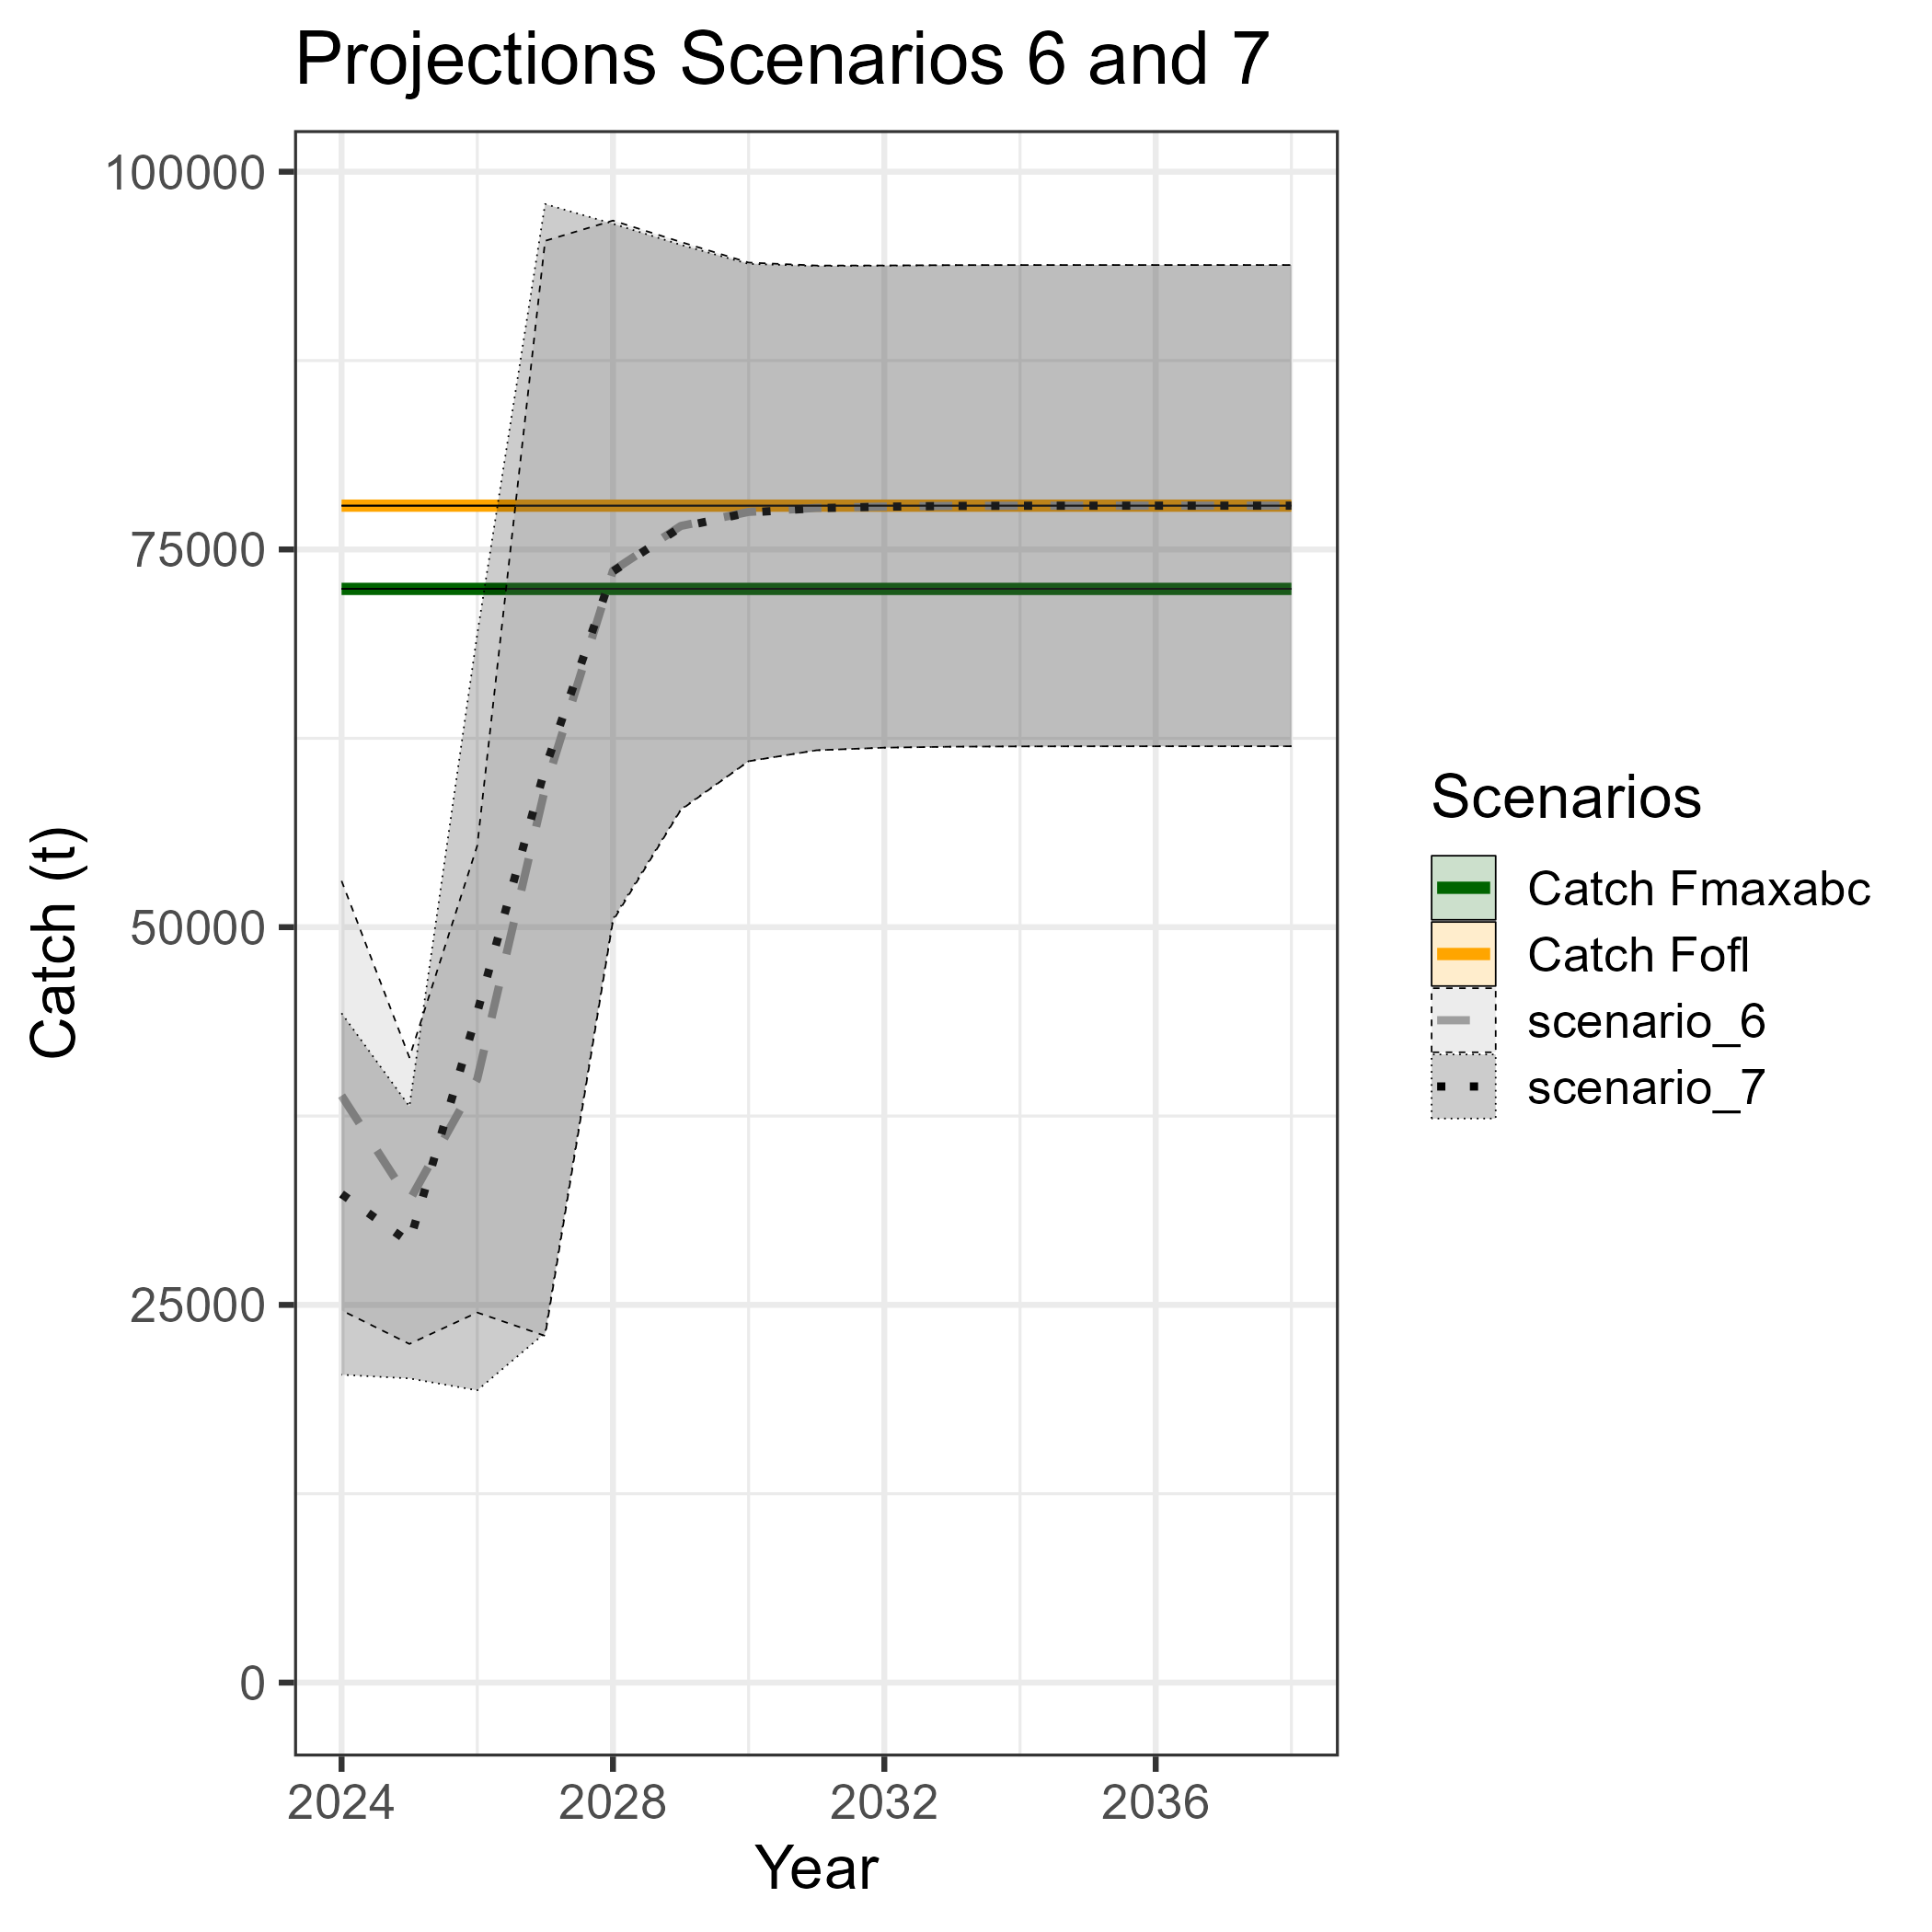 Projections Scenarios 6 and 7
100000
75000
50000
25000
0
Catch (t)
2024 2028 2032 2036
Year
Scenarios
Catch Fmaxabc
Catch Fofl
scenario_6
scenario_7